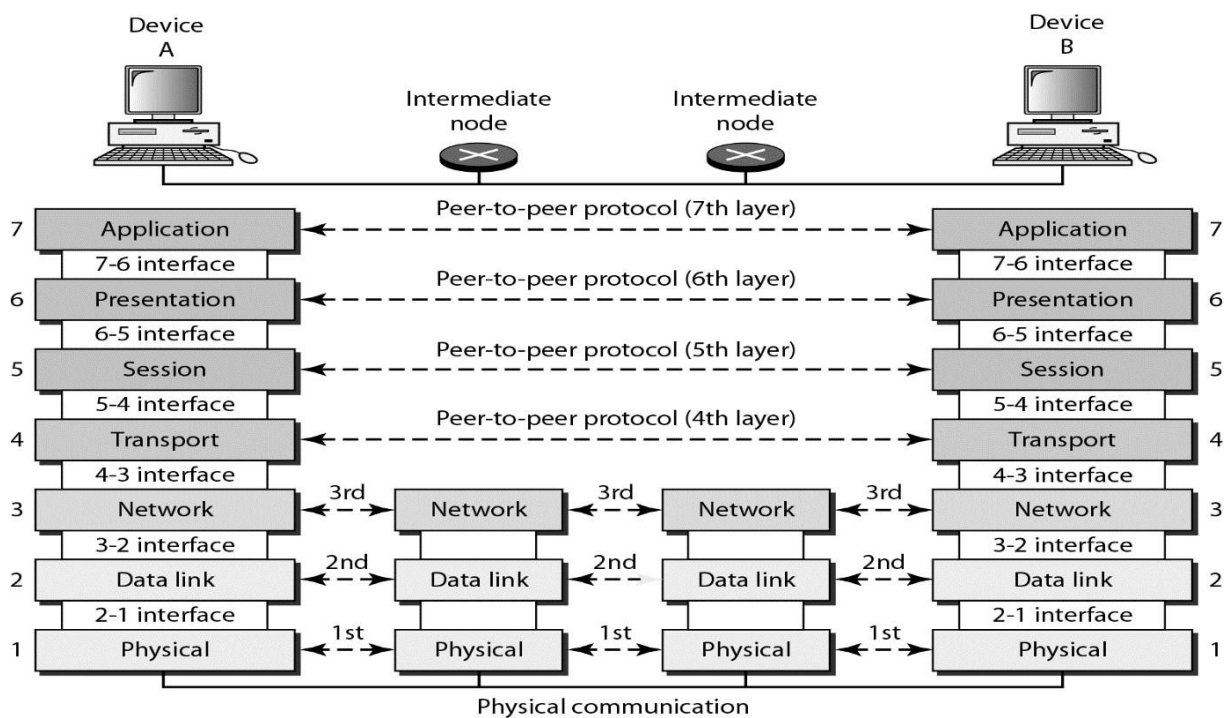 Device
A
Device
B
Intermediate
node
Intermediate
node
7 Application Peer-to-peer protocol (7th layer) Application 7
7-6 interface 7-6 interface
6 Presentation Peer-to-peer protocol (6th layer) Presentation 6
6-5 interface 6-5 interface
5 Session Peer-to-peer protocol (5th layer) Session 5
5-4 interface 5-4 interface
4 Transport Peer-to-peer protocol (4th layer) Transport 4
4-3 interface 4-3 interface
3 Network 3rd Network 3rd Network 3rd Network 3
3-2 interface 3-2 interface
2 Data link 2nd Data link 2nd Data link 2nd Data link 2
2-1 interface 2-1 interface
1 Physical 1st Physical 1st Physical 1st Physical 1
Physical communication